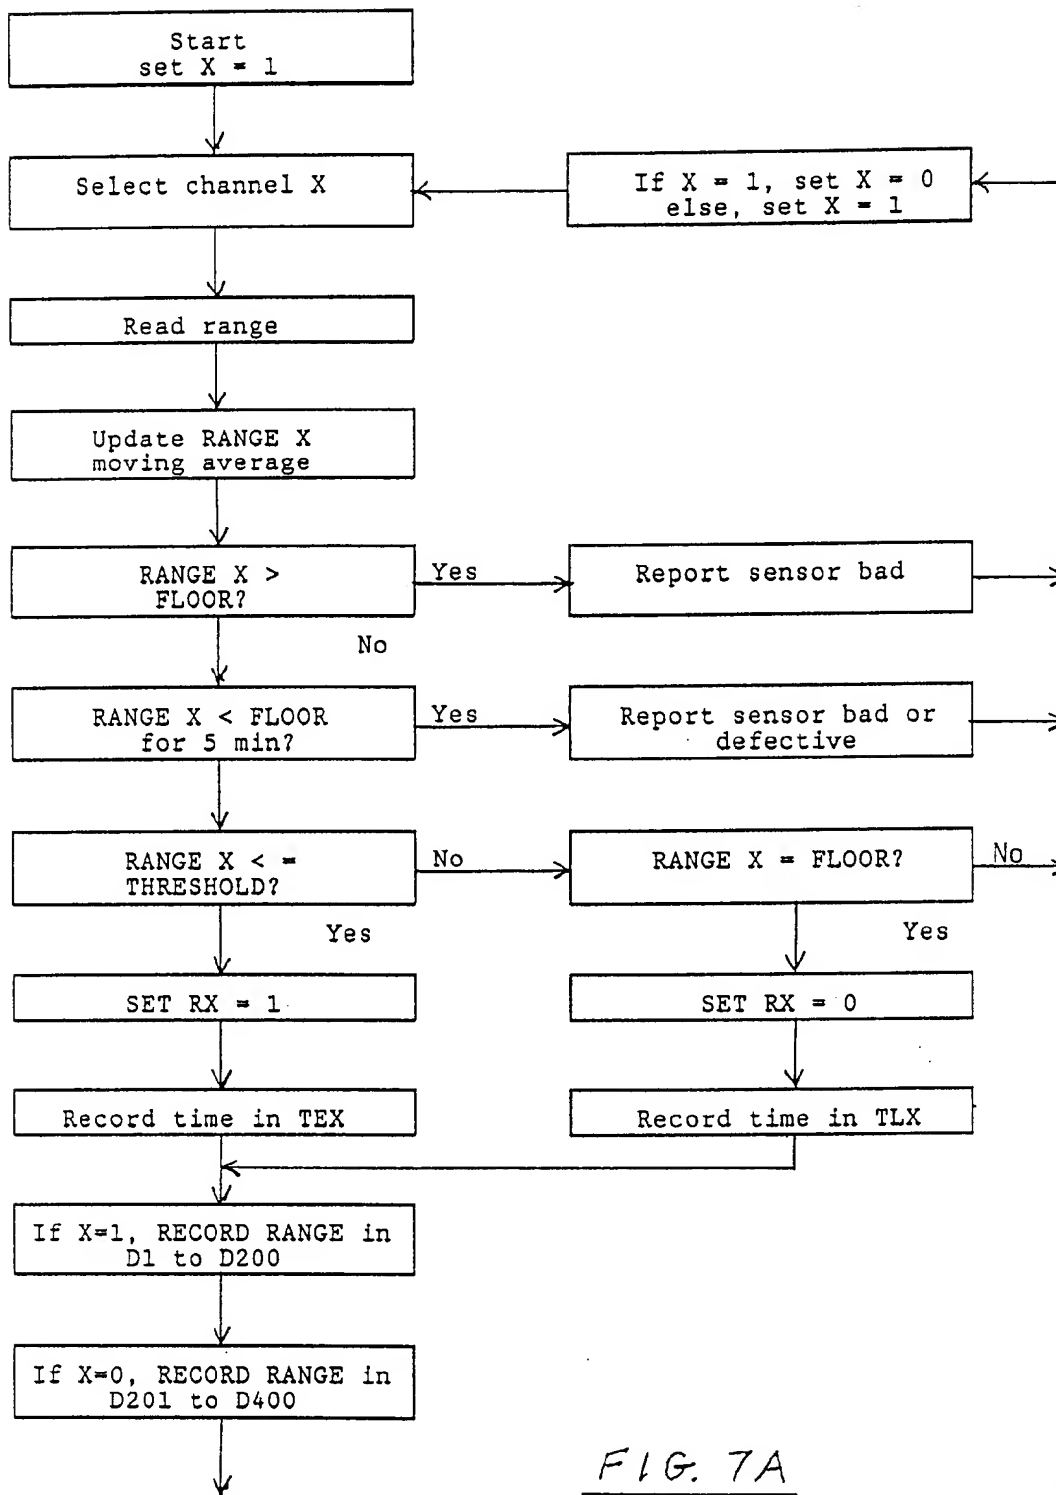 Start
set X = 1
Select channel X
If X = 1, set X = 0
else, set X = 1
Read range
Update RANGE X
moving average
RANGE X >
FLOOR?
Yes
Report sensor bad
No
RANGE X < FLOOR
for 5 min?
Yes
Report sensor bad or
defective
RANGE X < =
THRESHOLD?
No
RANGE X = FLOOR?
No
Yes
Yes
SET RX = 1
SET RX = 0
Record time in TEX
Record time in TLX
If X=1, RECORD RANGE in
D1 to D200
If X=0, RECORD RANGE in
D201 to D400
FIG. 7A